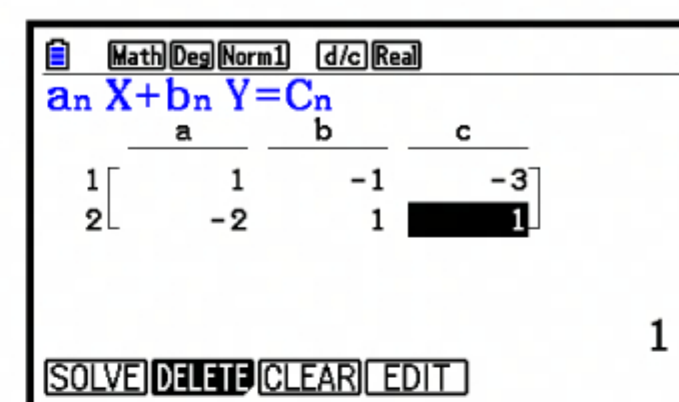 Math Deg Norm1 d/c Real
an X+bn Y=Cn
a b c
1 1 -1 -3
2 -2 1 1
1
SOLVE DELETE CLEAR EDIT